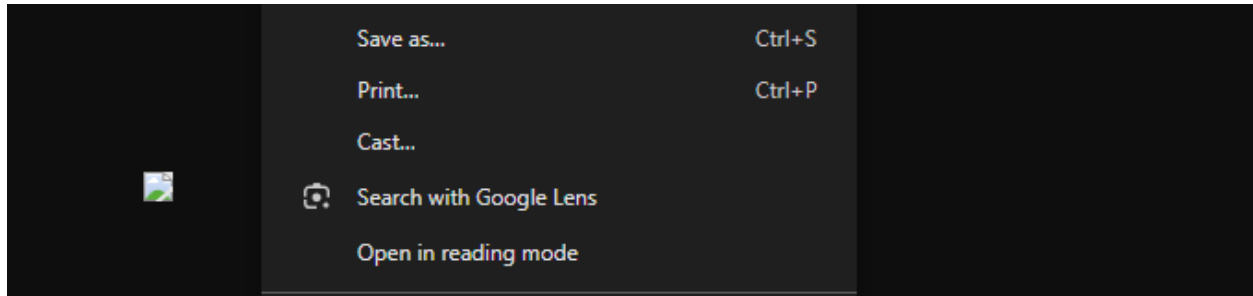 Save as... Ctrl+S
Print... Ctrl+P
Cast...
Search with Google Lens
Open in reading mode